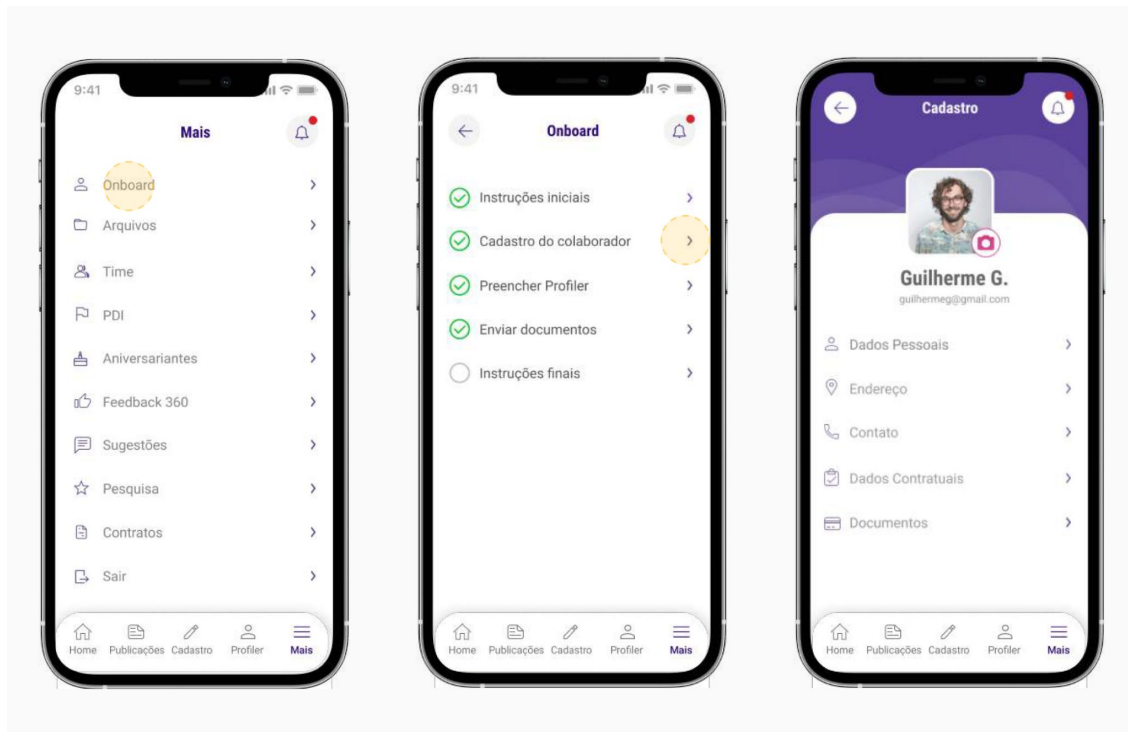 9:41
Mais
Onboard
Arquivos
Time
PDI
Aniversariantes
Feedback 360
Sugestões
Pesquisa
Contratos
Sair
Home Publicações Cadastro Profiler Mais
9:41
Onboard
Instruções iniciais
Cadastro do colaborador
Preencher Profiler
Enviar documentos
Instruções finais
Home Publicações Cadastro Profiler Mais
Cadastro
Guilherme G.
guilhermeg@gmail.com
Dados Pessoais
Endereço
Contato
Dados Contratuais
Documentos
Home Publicações Cadastro Profiler Mais